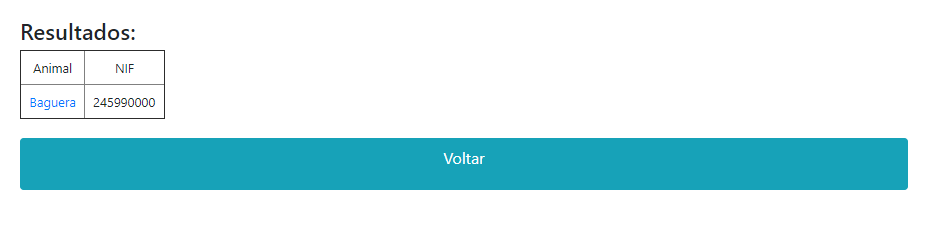 Resultados:
Animal NIF
Baguera 245990000
Voltar